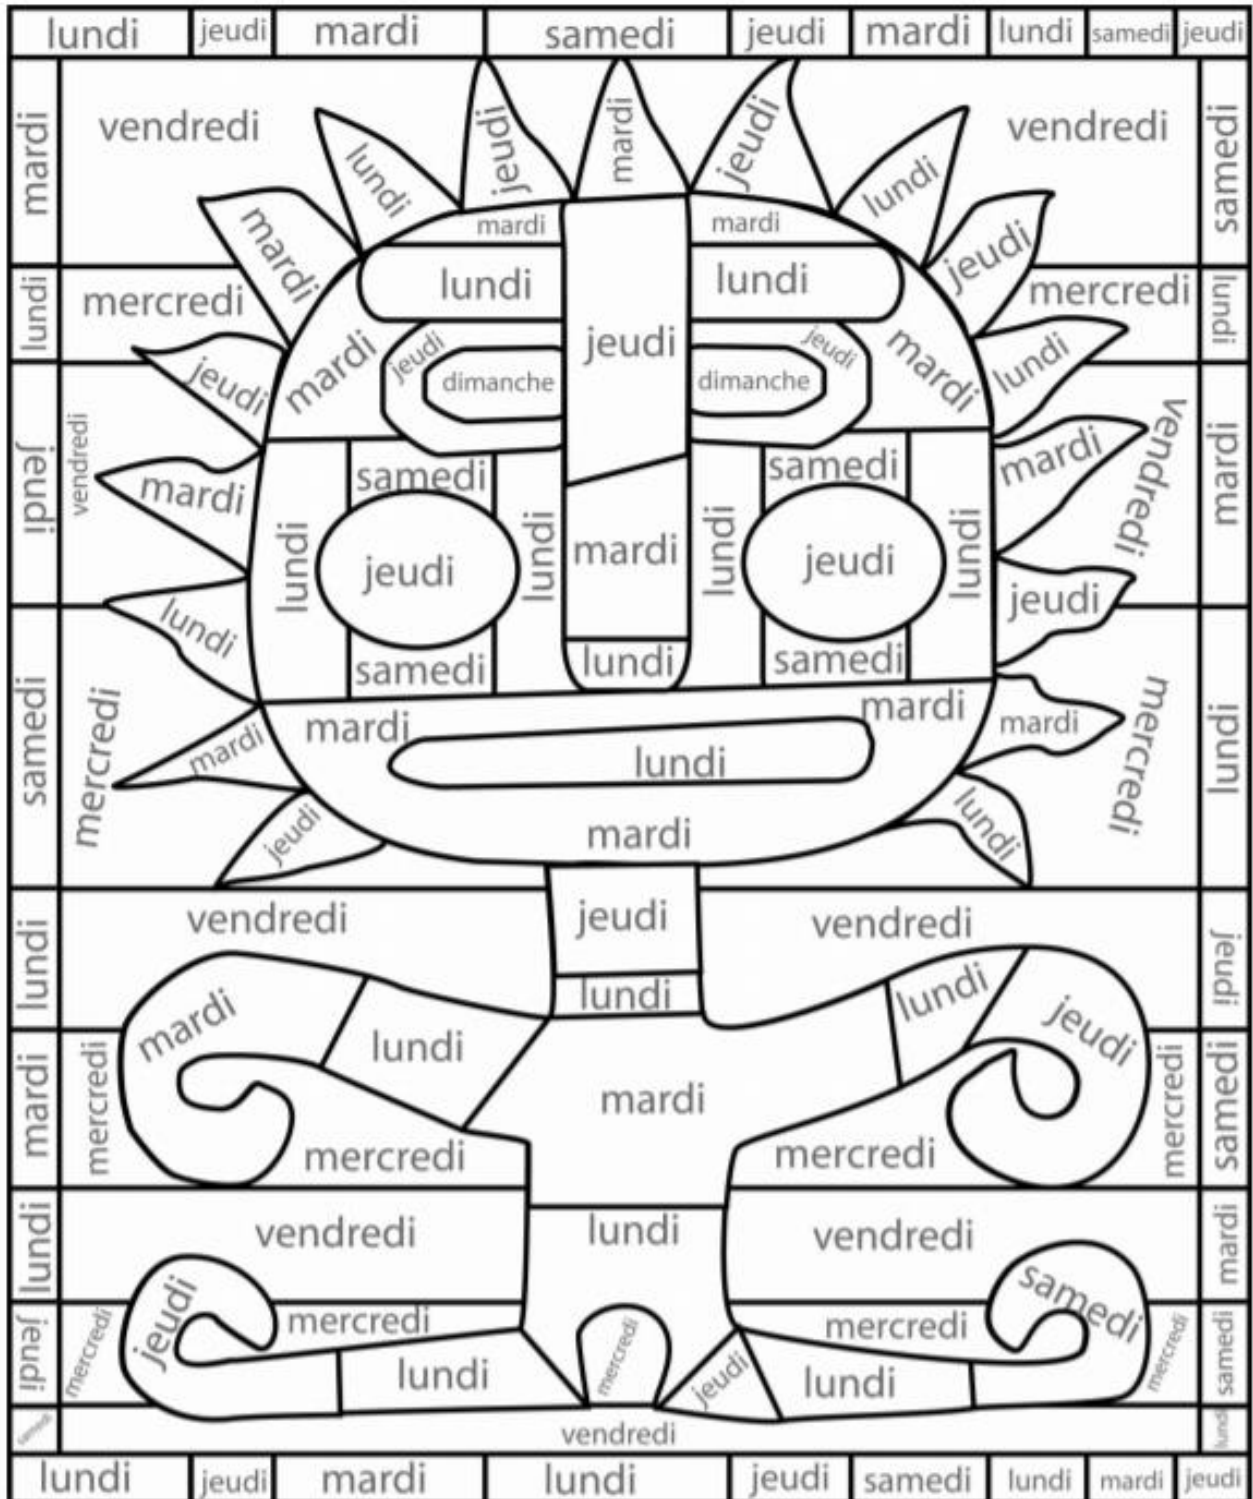 lundi jeudi mardi samedi jeudi mardi lundi samedi jeudi
mardi vendredi jeudi mardi jeudi vendredi samedi
lundi lundi
mardi mardi mardi jeudi
lundi mercredi lundi lundi mercredi lundi
jeudi
mardi jeudi jeudi mardi lundi
jeudi dimanche dimanche
jeudi vendredi mardi samedi samedi mardi vendredi mardi
lundi jeudi lundi mardi lundi jeudi lundi
lundi jeudi
samedi lundi samedi
samedi mercredi mardi mardi mardi mardi mercredi lundi
lundi
jeudi mardi lundi
lundi vendredi jeudi vendredi jeudi
mardi lundi lundi jeudi
mardi mercredi lundi mardi mercredi samedi
mercredi mercredi
lundi vendredi lundi vendredi mardi
jeudi samedi
jeudi mercredi mercredi mercredi mercredi mercredi samedi
lundi jeudi lundi
samedi vendredi lundi
lundi jeudi mardi lundi jeudi samedi lundi mardi jeudi